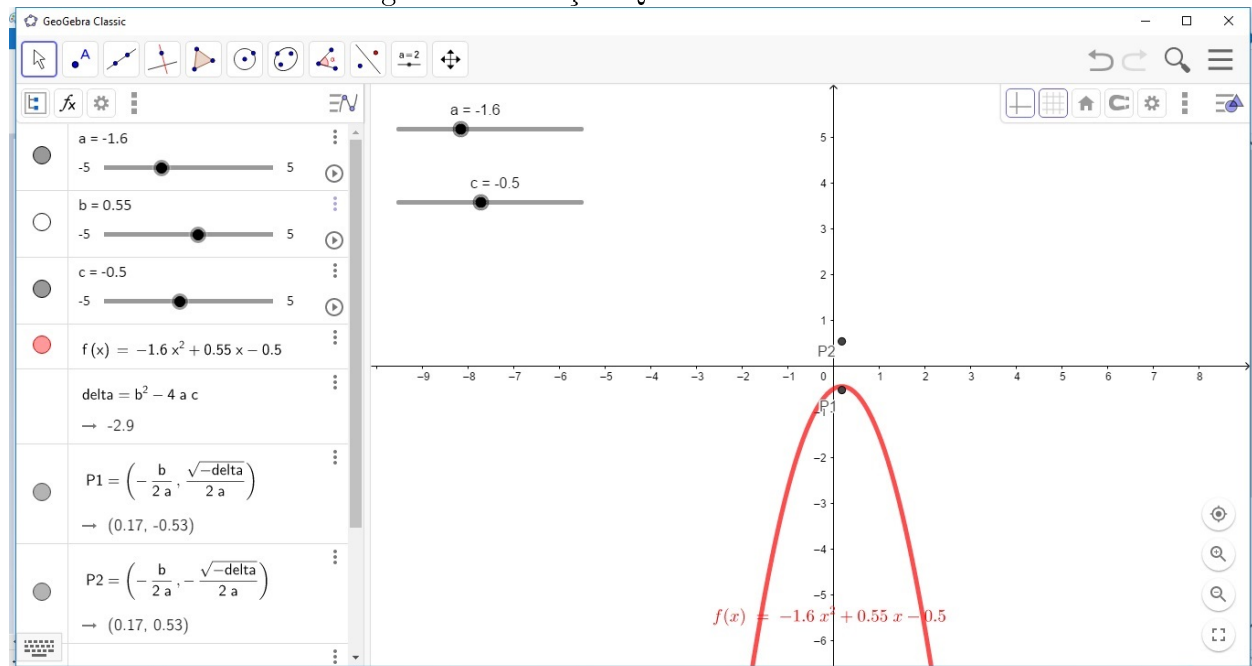 GeoGebra Classic
A
a=2
fx
N
a = -1.6
-5 5
b = 0.55
-5 5
c = -0.5
-5 5
f (x) = −1.6 x² + 0.55 x − 0.5
delta = b² − 4 a c
→ -2.9
P1 = (− b/2 a , √−delta/2 a)
→ (0.17, -0.53)
P2 = (− b/2 a , − √−delta/2 a)
→ (0.17, 0.53)
a = -1.6
c = -0.5
5
4
3
2
1
P2
−9 −8 −7 −6 −5 −4 −3 −2 −1 0 1 2 3 4 5 6 7 8
P1
−1
−2
−3
−4
−5
f(x) = −1.6 x² + 0.55 x − 0.5
−6